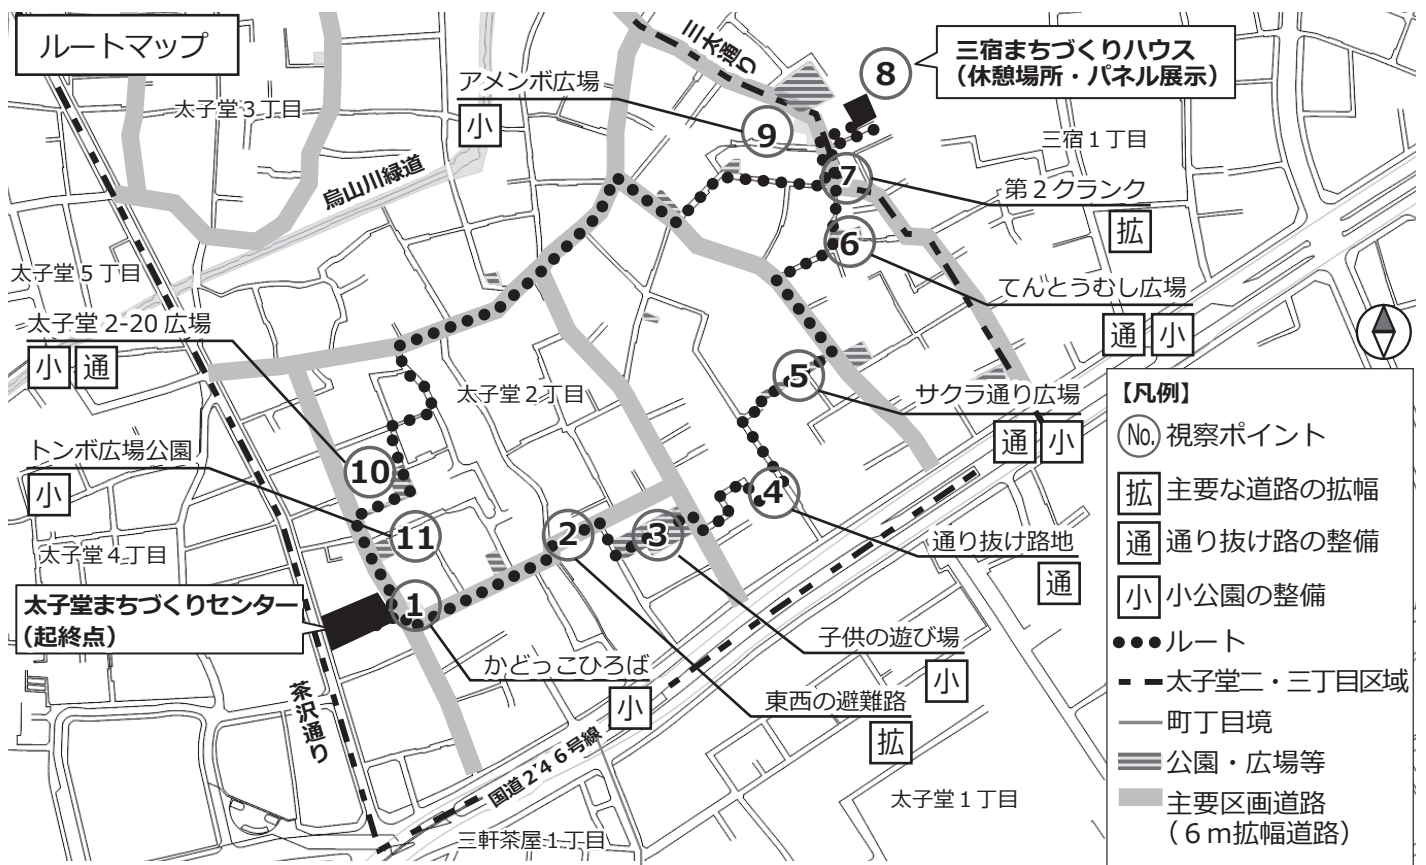 ルートマップ
三太通り
8
三宿まちづくりハウス
（休憩場所・パネル展示）
アメンボ広場
小
太子堂3丁目
9
三宿1丁目
烏山川緑道
7
第2クランク
拡
太子堂5丁目
6
てんとうむし広場
通 小
太子堂 2-20 広場
小 通
太子堂2丁目
5
サクラ通り広場
通 小
トンボ広場公園
小
10
4
11
2
3
通り抜け路地
通
太子堂4丁目
太子堂まちづくりセンター
（起終点）
1
子供の遊び場
小
かどっこひろば
小
東西の避難路
拡
茶沢通り
国道246号線
太子堂1丁目
三軒茶屋1丁目
【凡例】
No. 視察ポイント
拡 主要な道路の拡幅
通 通り抜け路の整備
小 小公園の整備
ルート
太子堂二・三丁目区域
町丁目境
公園・広場等
主要区画道路
（6ｍ拡幅道路）